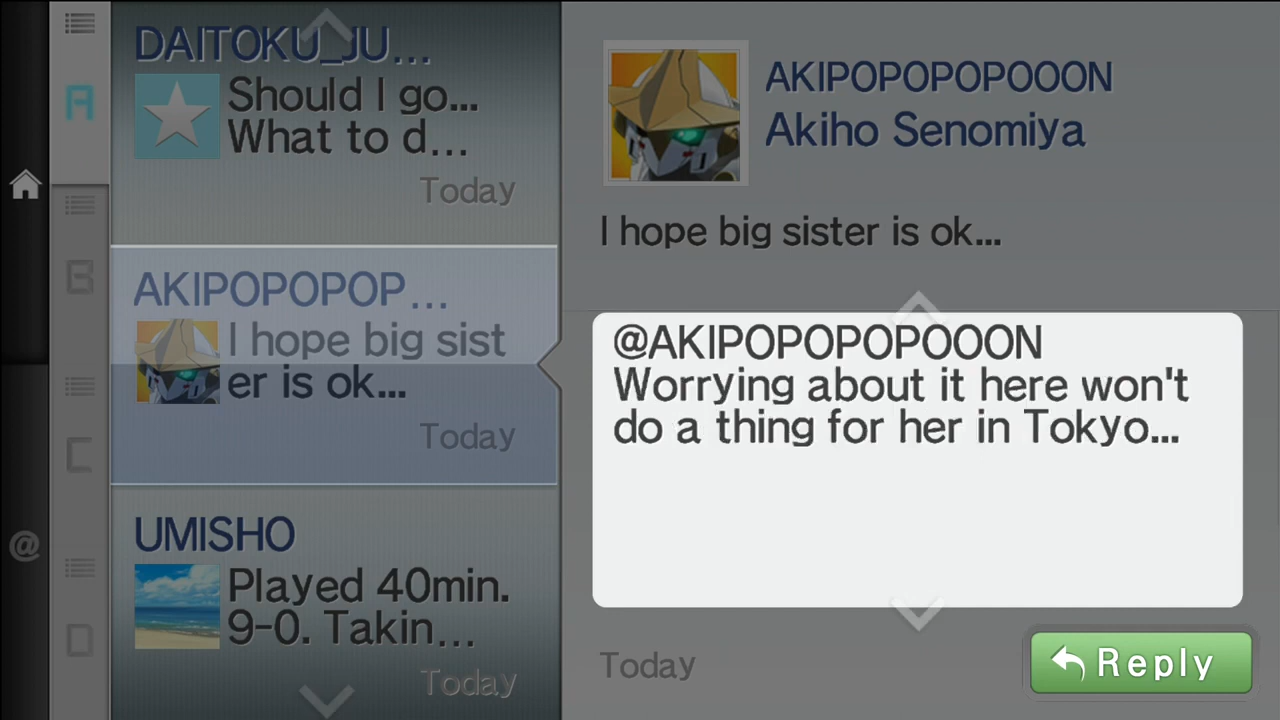 A
B
C
D
@
DAITOKU_JU...
Should I go...
What to d...
Today
AKIPOPOPOP...
I hope big sist
er is ok...
Today
UMISHO
Played 40min.
9-0. Takin...
Today
AKIPOPOPOPOOON
Akiho Senomiya
I hope big sister is ok...
@AKIPOPOPOPOOON
Worrying about it here won't
do a thing for her in Tokyo...
Today
Reply